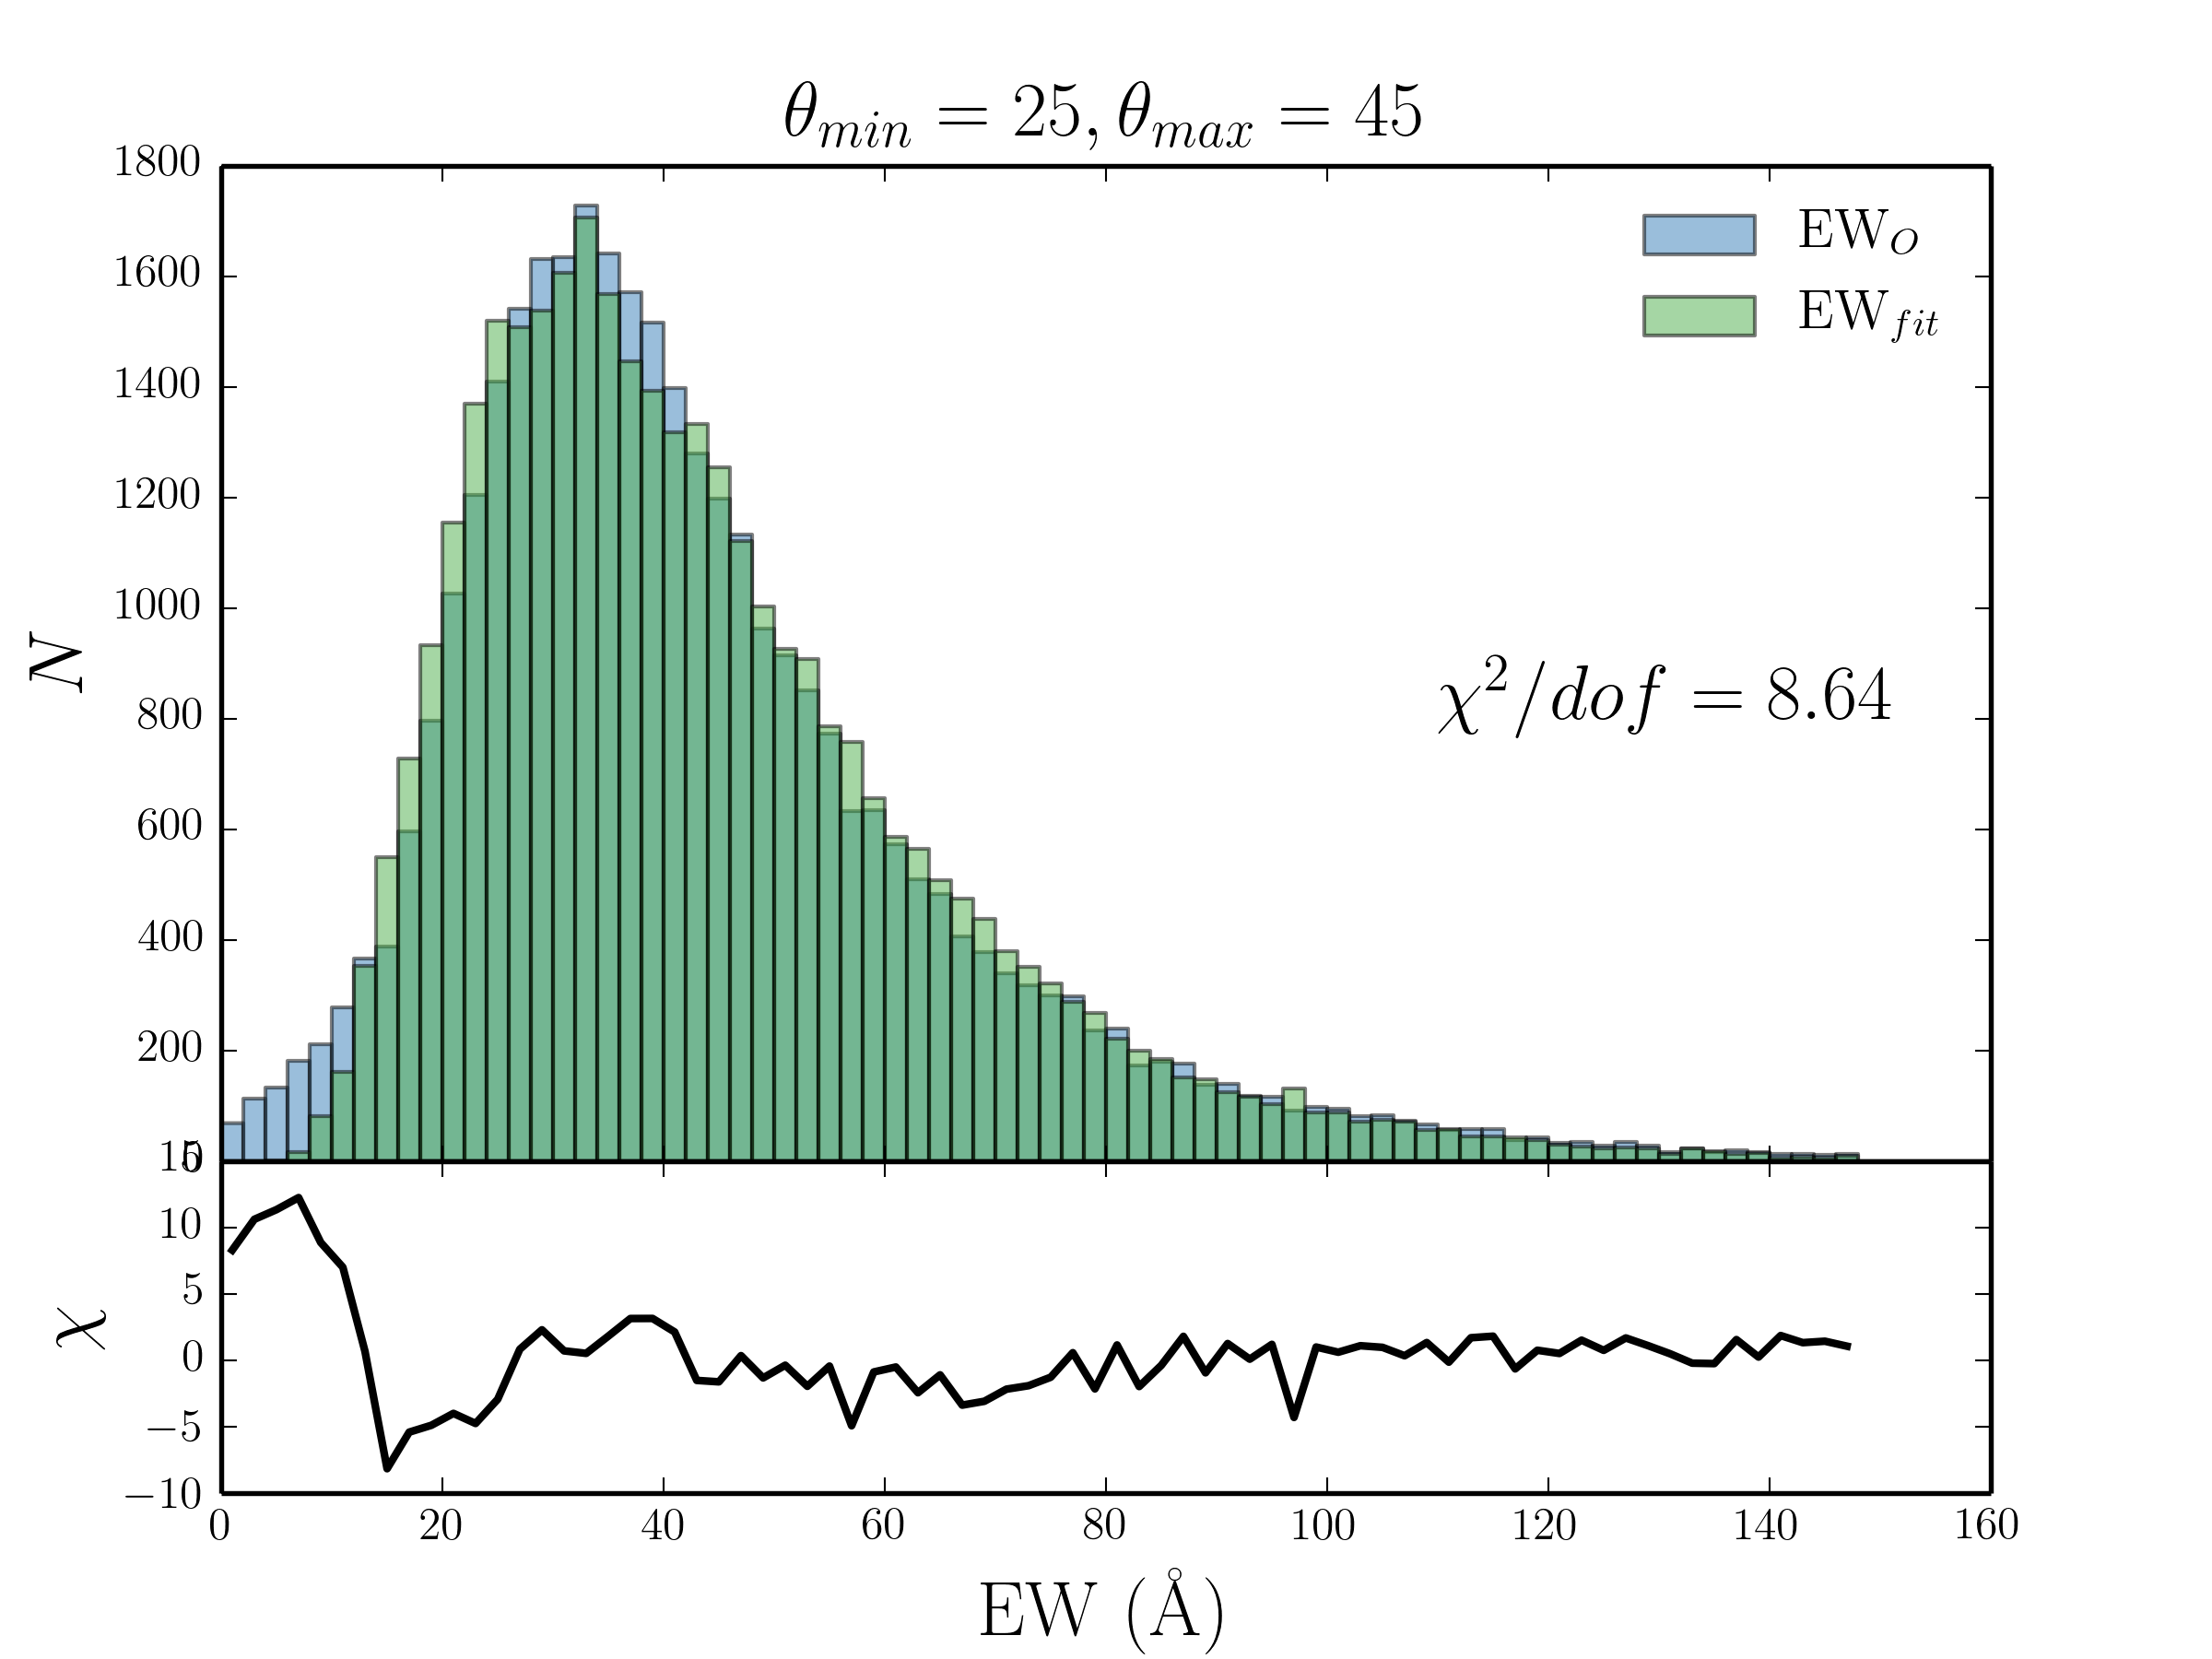 θ_min = 25, θ_max = 45
1800
1600
1400
1200
1000
800
600
400
200
0
N
EW_O
EW_fit
χ²/dof = 8.64
15
10
5
0
−5
−10
χ
0 20 40 60 80 100 120 140 160
EW (Å)